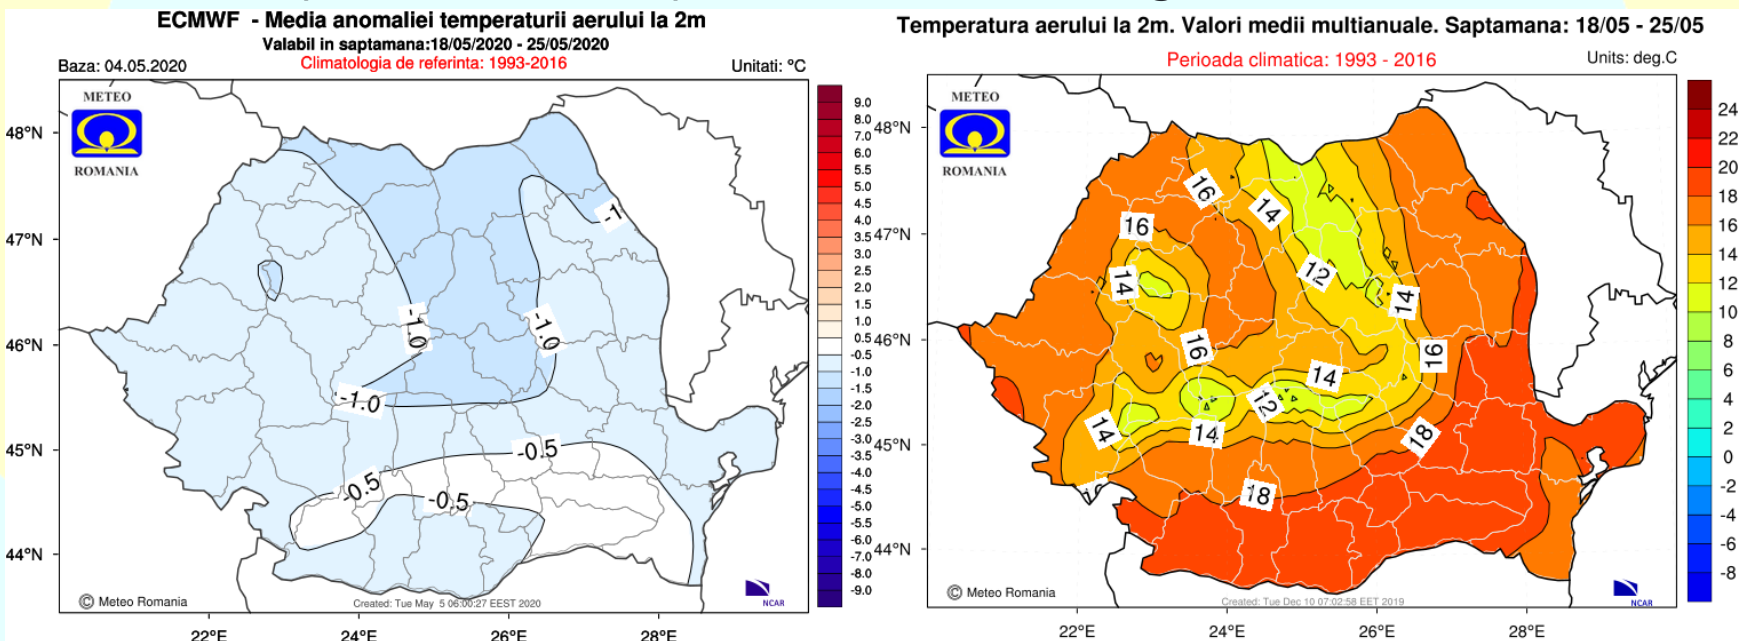 ECMWF - Media anomaliei temperaturii aerului la 2m
Valabil in saptamana:18/05/2020 - 25/05/2020
Baza: 04.05.2020
Climatologia de referinta: 1993-2016
Unitati: °C
METEO
ROMANIA
48°N
47°N
46°N
45°N
44°N
22°E
24°E
26°E
28°E
-1
-1.0
-1.0
-1.0
-0.5
-0.5
-0.5
9.0
8.0
7.0
6.0
5.0
4.5
4.0
3.5
3.0
2.5
2.0
1.5
1.0
0.5
-0.5
-1.0
-1.5
-2.0
-2.5
-3.0
-3.5
-4.0
-4.5
-5.0
-5.5
-6.0
-7.0
-8.0
-9.0
© Meteo Romania
Created: Tue May 5 06:00:27 EEST 2020
NCAR
Temperatura aerului la 2m. Valori medii multianuale. Saptamana: 18/05 - 25/05
Perioada climatica: 1993 - 2016
Units: deg.C
METEO
ROMANIA
48°N
47°N
46°N
45°N
44°N
22°E
24°E
26°E
28°E
16
14
16
14
12
14
16
16
14
12
14
14
18
18
24
22
20
18
16
14
12
10
8
6
4
2
0
-2
-4
-6
-8
© Meteo Romania
Created: Tue Dec 10 07:02:58 EET 2019
NCAR